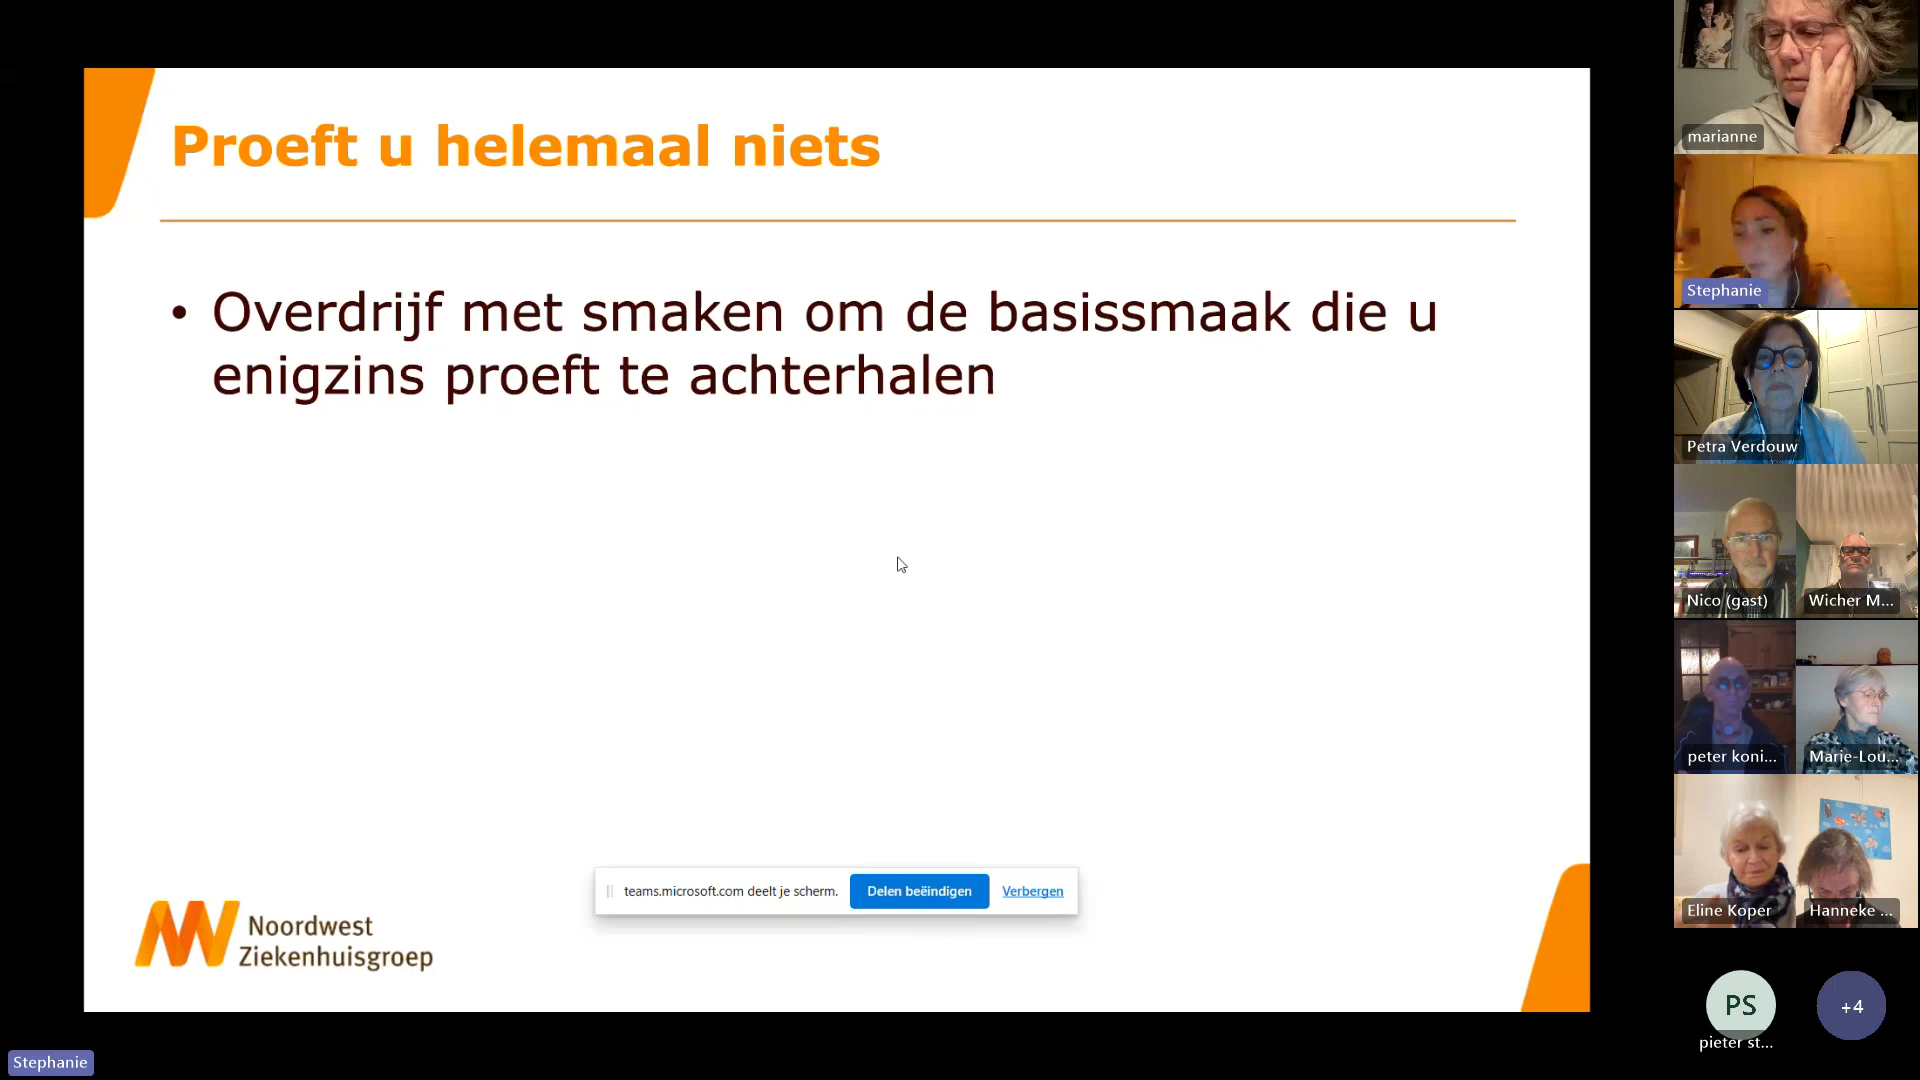 Proeft u helemaal niets
• Overdrijf met smaken om de basissmaak die u
enigzins proeft te achterhalen
teams.microsoft.com deelt je scherm.
Delen beëindigen
Verbergen
Noordwest
Ziekenhuisgroep
marianne
Stephanie
Petra Verdouw
Nico (gast)
Wicher M...
peter koni...
Marie-Lou...
Eline Koper
Hanneke ...
PS
pieter st...
+4
Stephanie